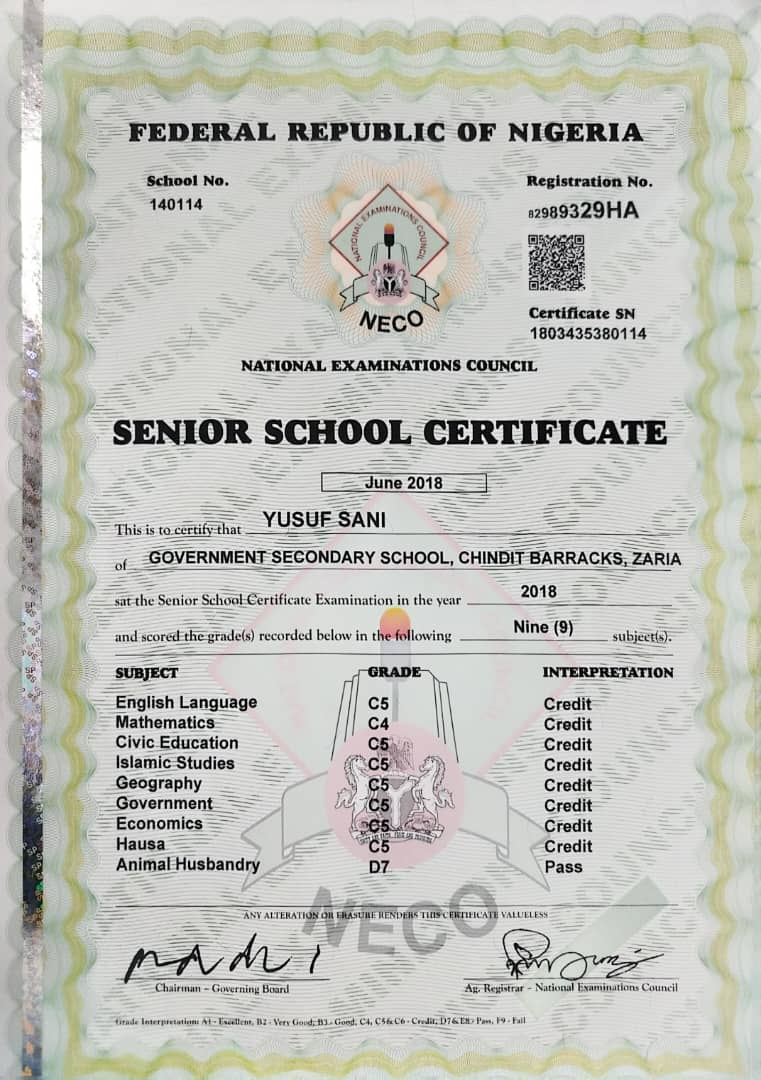 FEDERAL REPUBLIC OF NIGERIA
School No.
140114
Registration No.
82989329HA
NATIONAL EXAMINATIONS COUNCIL
NECO
Certificate SN
1803435380114
NATIONAL EXAMINATIONS COUNCIL
SENIOR SCHOOL CERTIFICATE
June 2018
This is to certify that YUSUF SANI
of GOVERNMENT SECONDARY SCHOOL, CHINDIT BARRACKS, ZARIA
sat the Senior School Certificate Examination in the year 2018
and scored the grade(s) recorded below in the following Nine (9) subject(s).
SUBJECT GRADE INTERPRETATION
English Language C5 Credit
Mathematics C4 Credit
Civic Education C5 Credit
Islamic Studies C5 Credit
Geography C5 Credit
Government C5 Credit
Economics C5 Credit
Hausa C5 Credit
Animal Husbandry D7 Pass
NECO
ANY ALTERATION OR ERASURE RENDERS THIS CERTIFICATE VALUELESS
Chairman - Governing Board
Ag. Registrar - National Examinations Council
Grade Interpretation: A1 - Excellent, B2 - Very Good, B3 - Good, C4, C5 & C6 - Credit, D7 & E8 - Pass, F9 - Fail